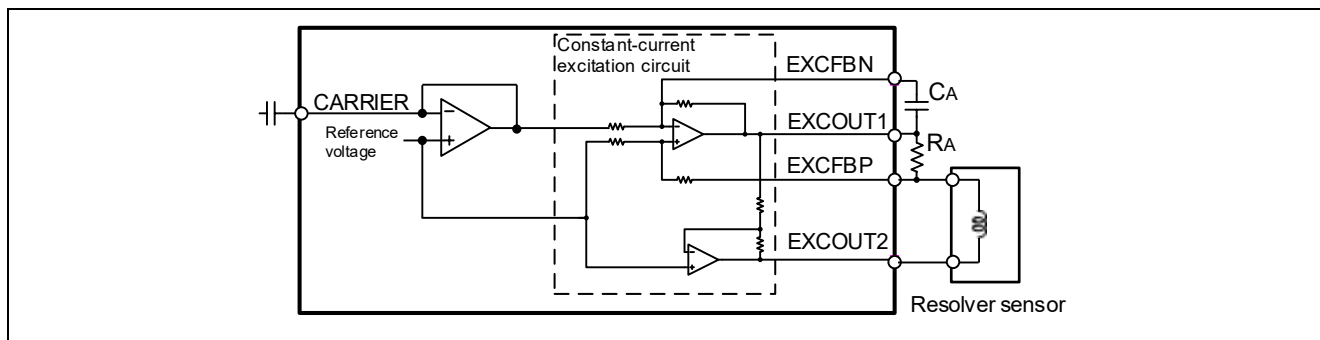 Constant-current
excitation circuit
EXCFBN
CA
CARRIER
EXCOUT1
Reference
voltage
RA
EXCFBP
EXCOUT2
Resolver sensor